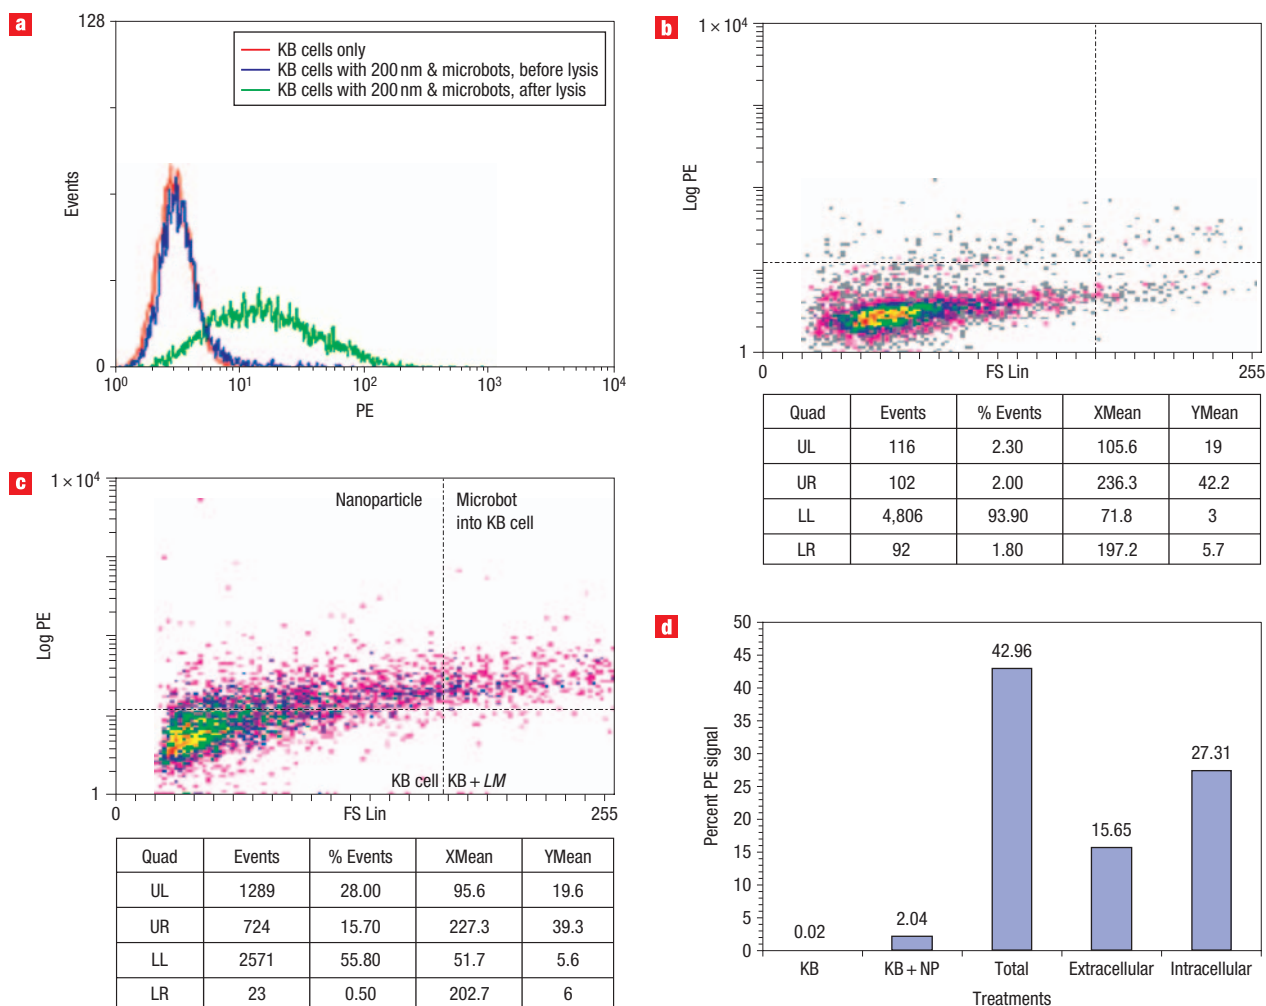 a
128
KB cells only
KB cells with 200 nm & microbots, before lysis
KB cells with 200 nm & microbots, after lysis
Events
0
10⁰ 10¹ 10² 10³ 10⁴
PE
b
1 × 10⁴
Log PE
1
0 FS Lin 255
Quad Events % Events XMean YMean
UL 116 2.30 105.6 19
UR 102 2.00 236.3 42.2
LL 4,806 93.90 71.8 3
LR 92 1.80 197.2 5.7
c
1 × 10⁴
Nanoparticle
Microbot
into KB cell
Log PE
KB cell
KB + LM
1
0 FS Lin 255
Quad Events % Events XMean YMean
UL 1289 28.00 95.6 19.6
UR 724 15.70 227.3 39.3
LL 2571 55.80 51.7 5.6
LR 23 0.50 202.7 6
d
50
45
40
35
30
25
20
15
10
5
0
Percent PE signal
0.02
2.04
42.96
15.65
27.31
KB KB + NP Total Extracellular Intracellular
Treatments